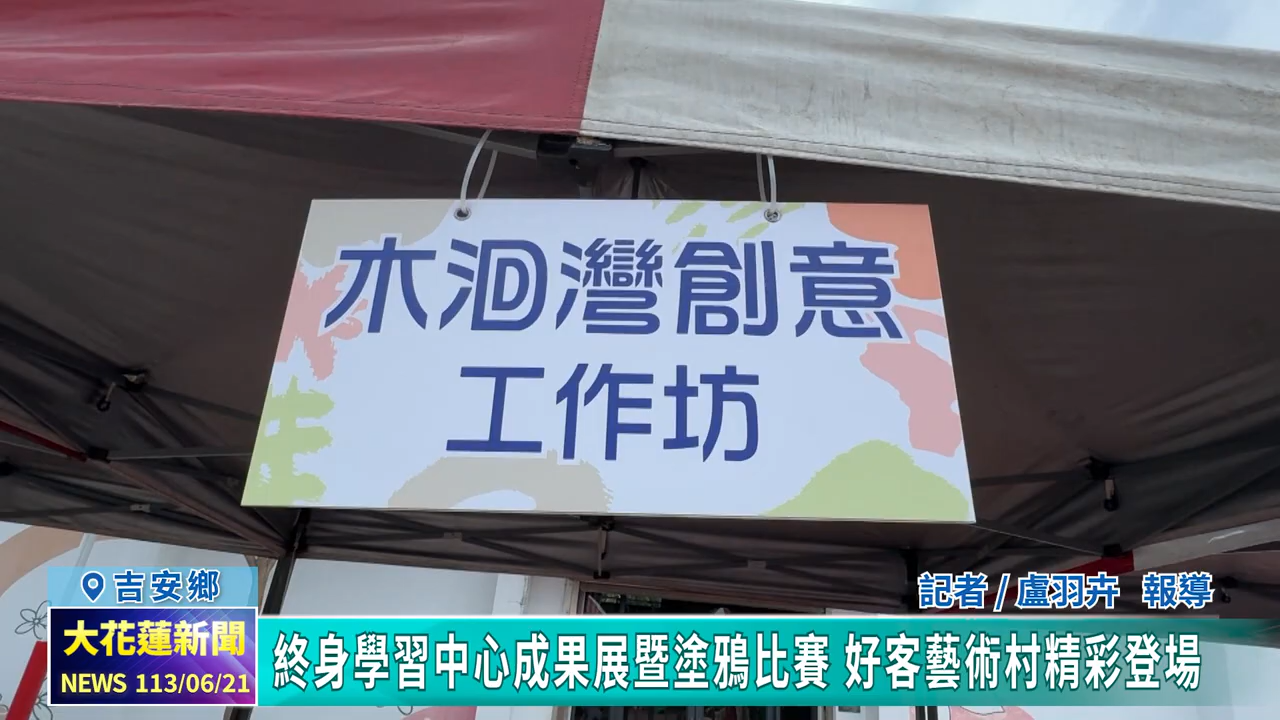 木洄灣創意
工作坊
吉安鄉
記者/盧羽卉 報導
大花蓮新聞
NEWS 113/06/21
終身學習中心成果展暨塗鴉比賽 好客藝術村精彩登場